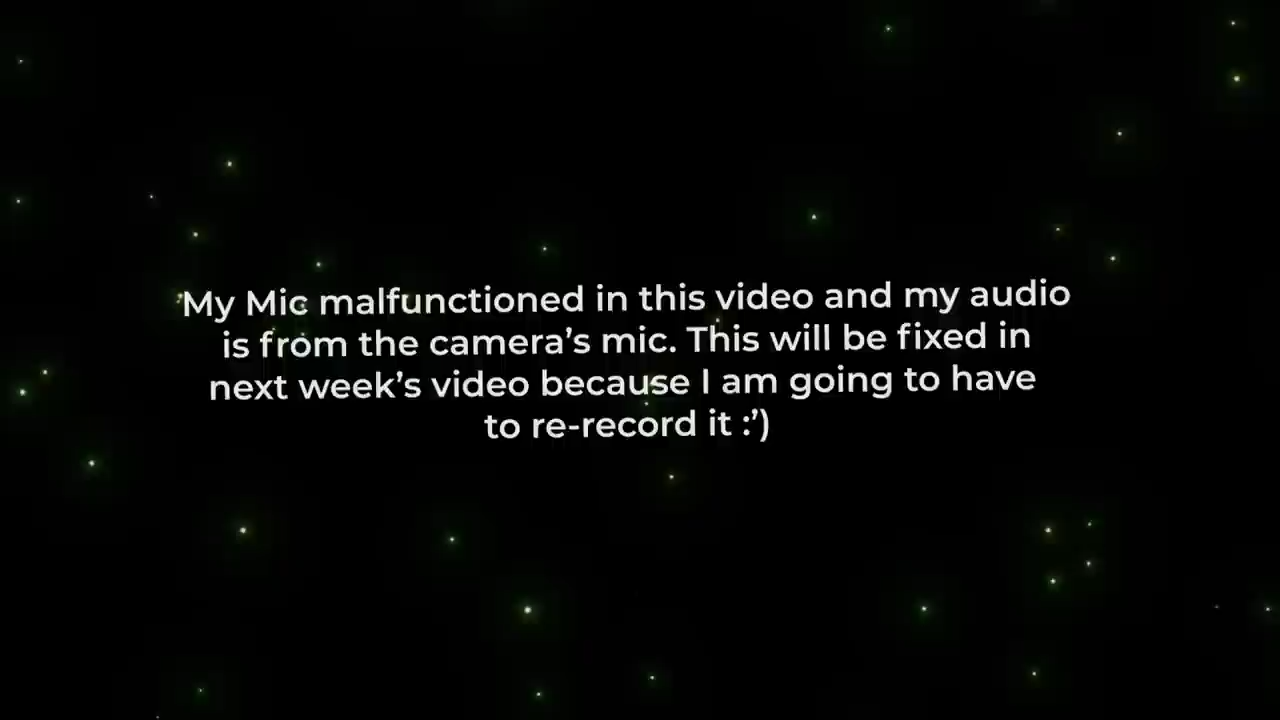 My Mic malfunctioned in this video and my audio
is from the camera’s mic. This will be fixed in
next week’s video because I am going to have
to re-record it :’)